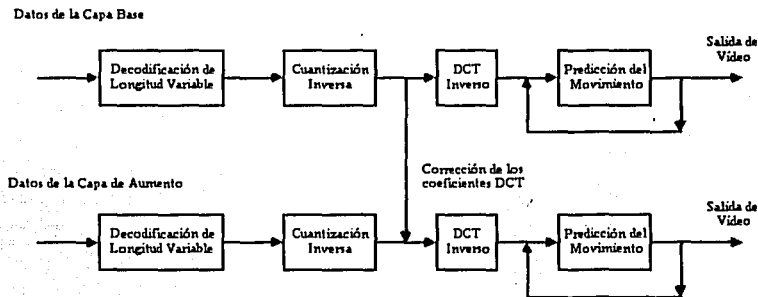 Datos de la Capa Base
Decodificación de
Longitud Variable
Cuantización
Inversa
DCT
Inverso
Predicción del
Movimiento
Salida de
Vídeo
Corrección de los
coeficientes DCT
Datos de la Capa de Aumento
Decodificación de
Longitud Variable
Cuantización
Inversa
DCT
Inverso
Predicción del
Movimiento
Salida de
Vídeo